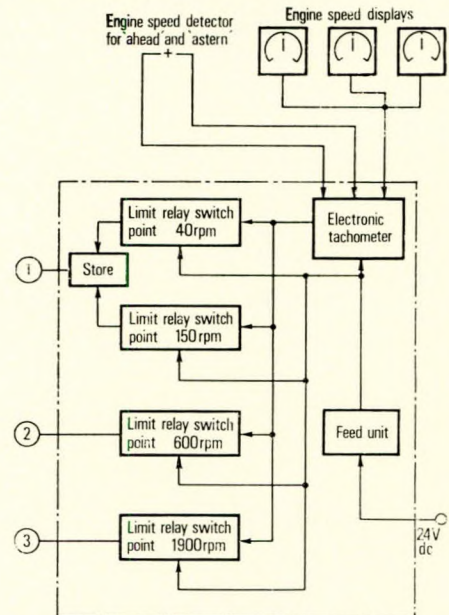 Engine speed detector
for 'ahead' and 'astern'
+
Engine speed displays
Limit relay switch
point 40rpm
Electronic
tachometer
1
Store
Limit relay switch
point 150rpm
2
Limit relay switch
point 600rpm
Feed unit
3
Limit relay switch
point 1900rpm
24V
dc